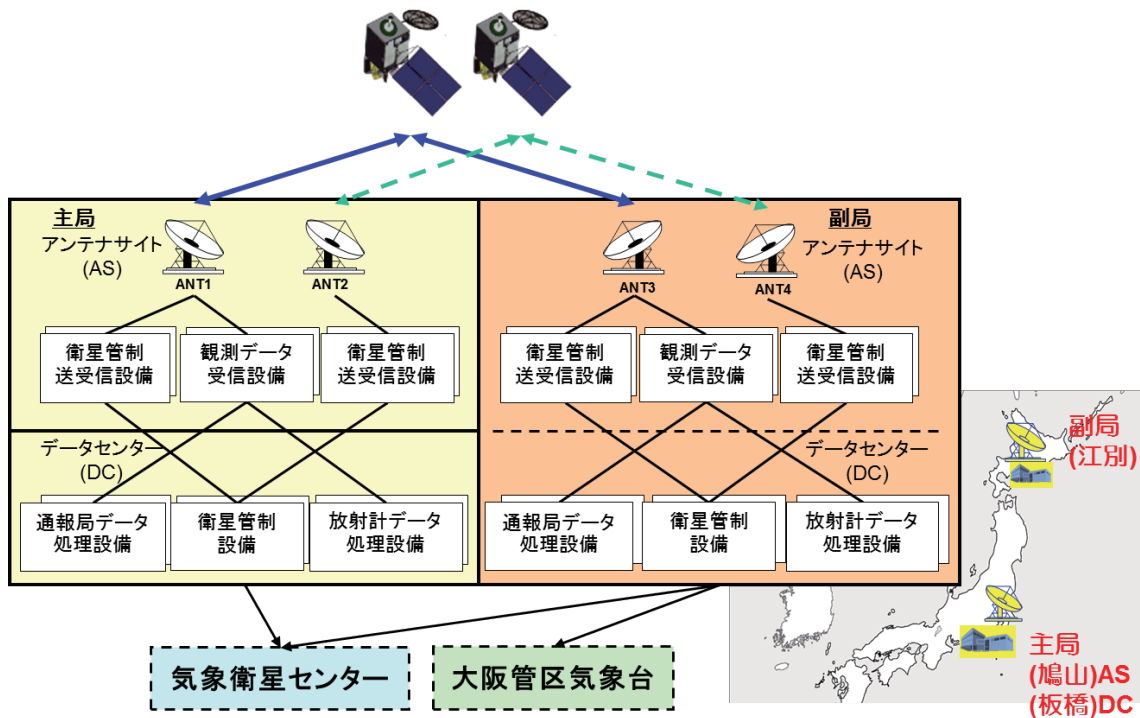 主局
アンテナサイト
(AS)
ANT1
ANT2
副局
アンテナサイト
(AS)
ANT3
ANT4
衛星管制
送受信設備
観測データ
受信設備
衛星管制
送受信設備
衛星管制
送受信設備
観測データ
受信設備
衛星管制
送受信設備
データセンター
(DC)
データセンター
(DC)
通報局データ
処理設備
衛星管制
設備
放射計データ
処理設備
通報局データ
処理設備
衛星管制
設備
放射計データ
処理設備
気象衛星センター
大阪管区気象台
副局
(江別)
主局
(鳩山)AS
(板橋)DC